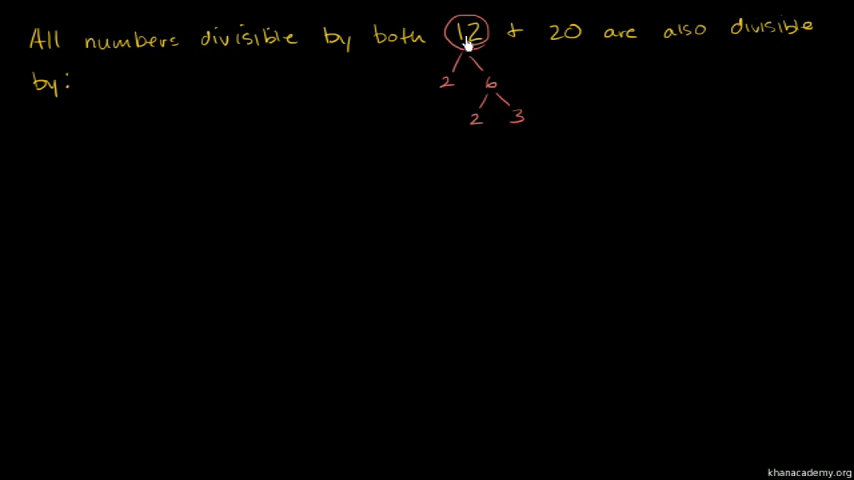 All numbers divisible by both 12 + 20 are also divisible
by:
2 6
2 3
khanacademy.org